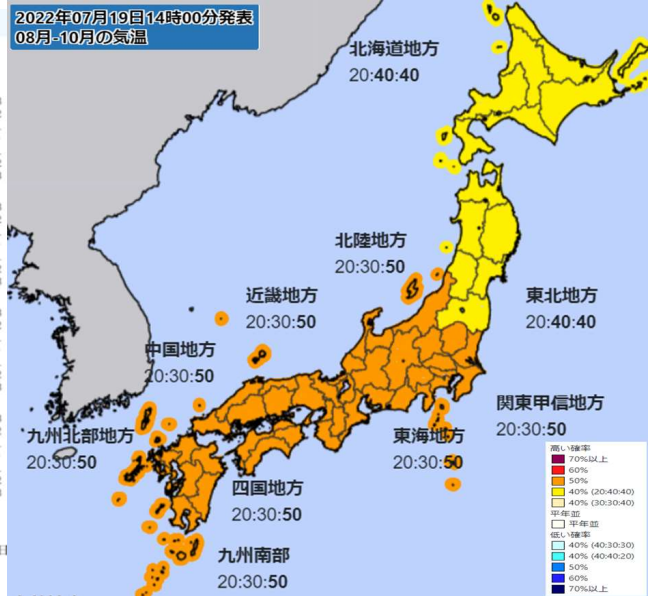 2022年07月19日14時00分発表
08月-10月の気温
北海道地方
20:40:40
北陸地方
20:30:50
近畿地方
20:30:50
東北地方
20:40:40
中国地方
20:30:50
関東甲信地方
20:30:50
九州北部地方
20:30:50
東海地方
20:30:50
四国地方
20:30:50
九州南部
20:30:50
高い確率
70%以上
60%
50%
40% (20:40:40)
40% (30:30:40)
平年並
平年並
低い確率
40% (40:30:30)
40% (40:40:20)
50%
60%
70%以上